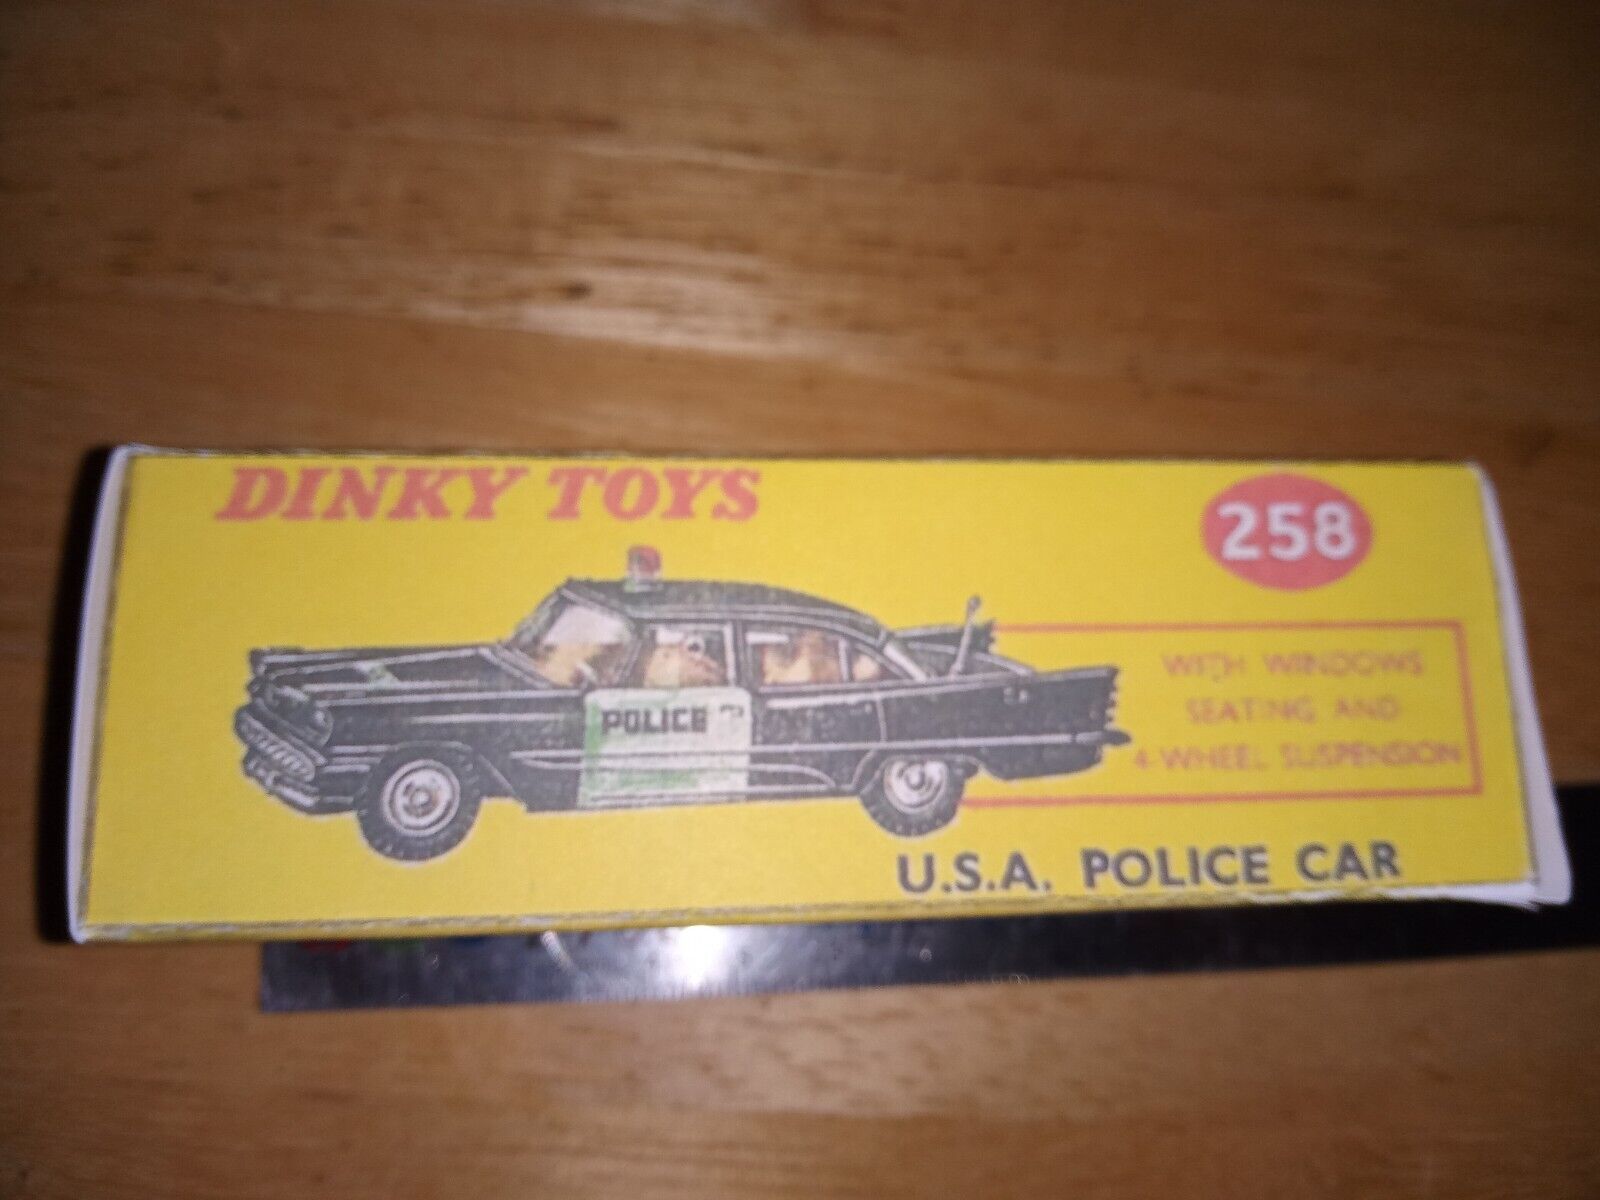 DINKY TOYS
258
WITH WINDOWS
SEATING AND
4-WHEEL SUSPENSION
POLICE
U.S.A. POLICE CAR